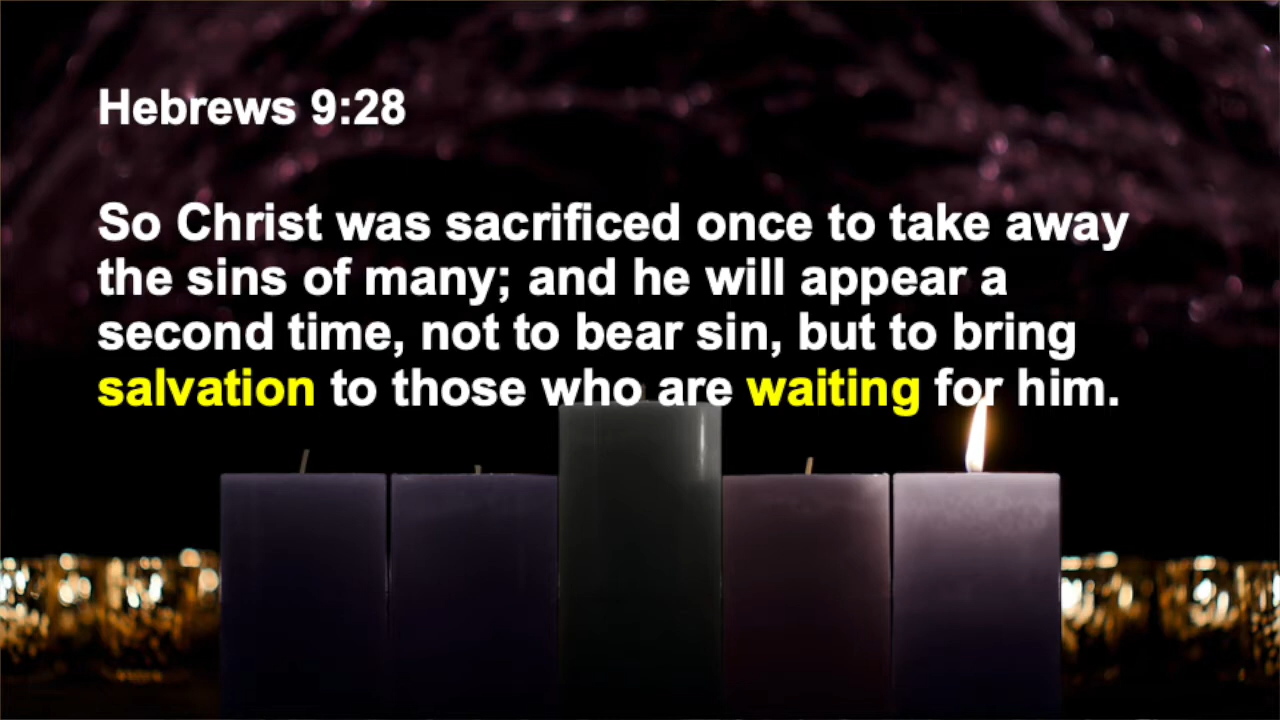 Hebrews 9:28
So Christ was sacrificed once to take away
the sins of many; and he will appear a
second time, not to bear sin, but to bring
salvation to those who are waiting for him.